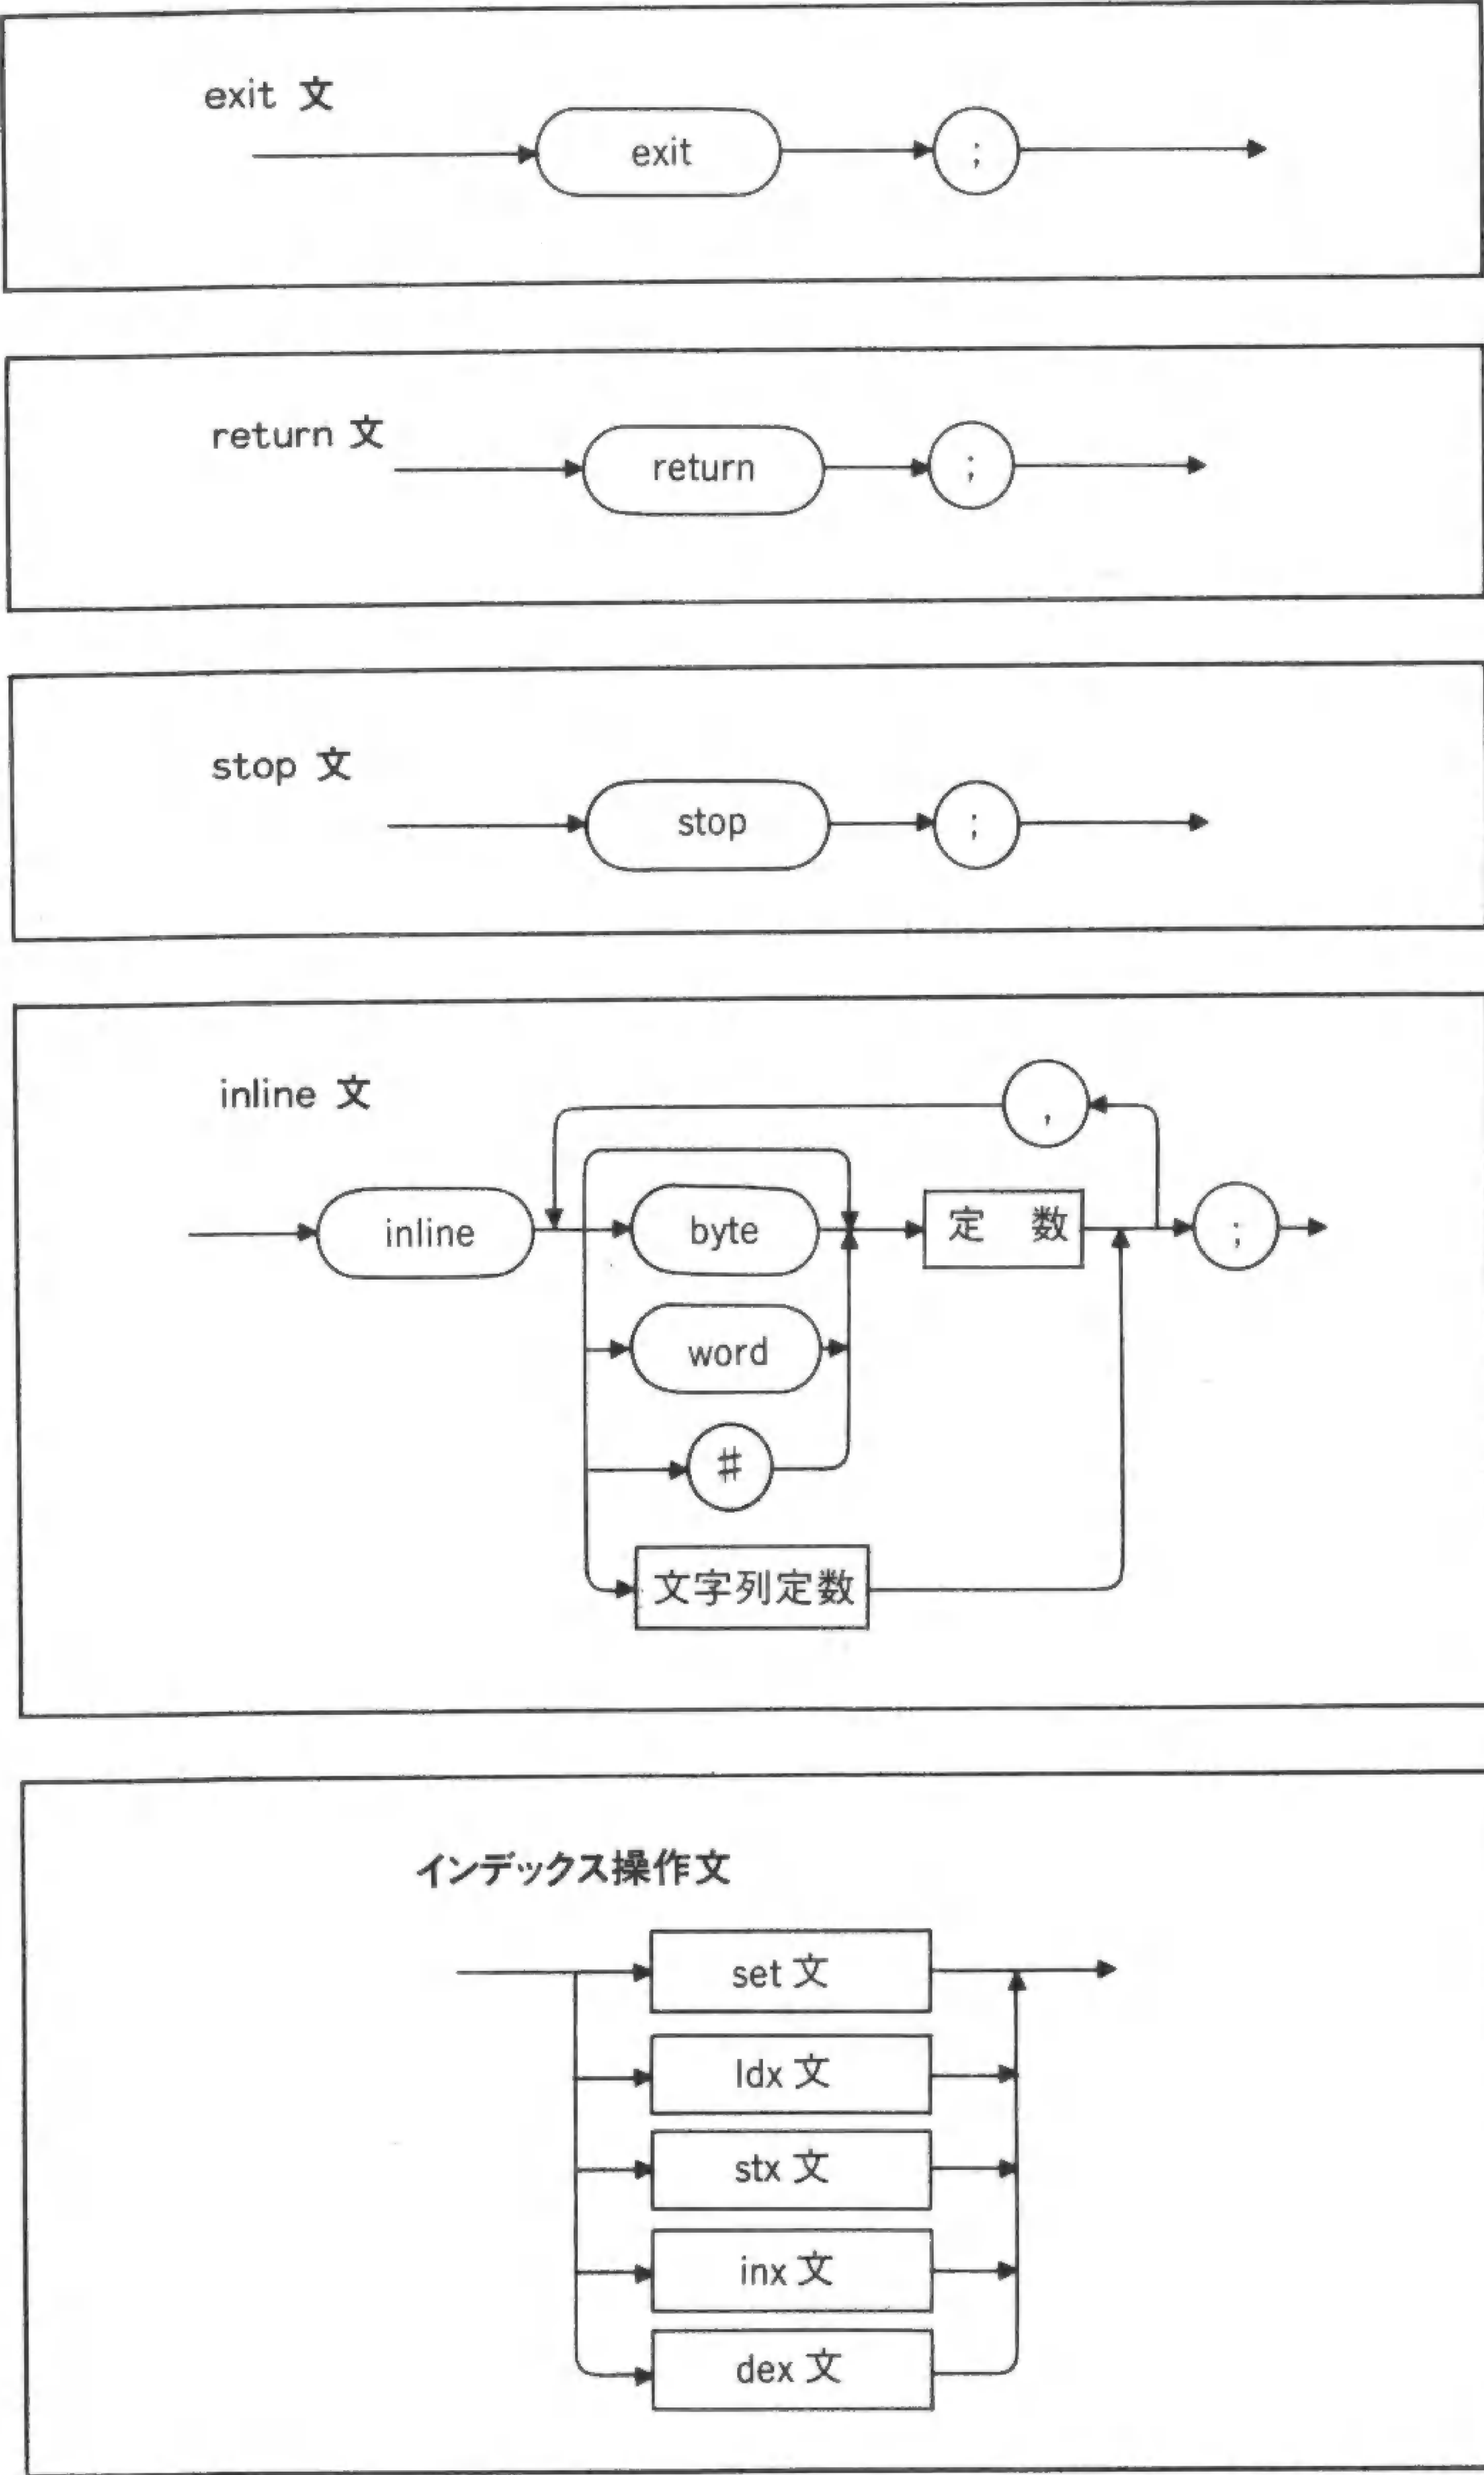 exit 文
exit ;
return 文
return ;
stop 文
stop ;
inline 文
,
inline byte 定 数 ;
word
#
文字列定数
インデックス操作文
set 文
ldx 文
stx 文
inx 文
dex 文